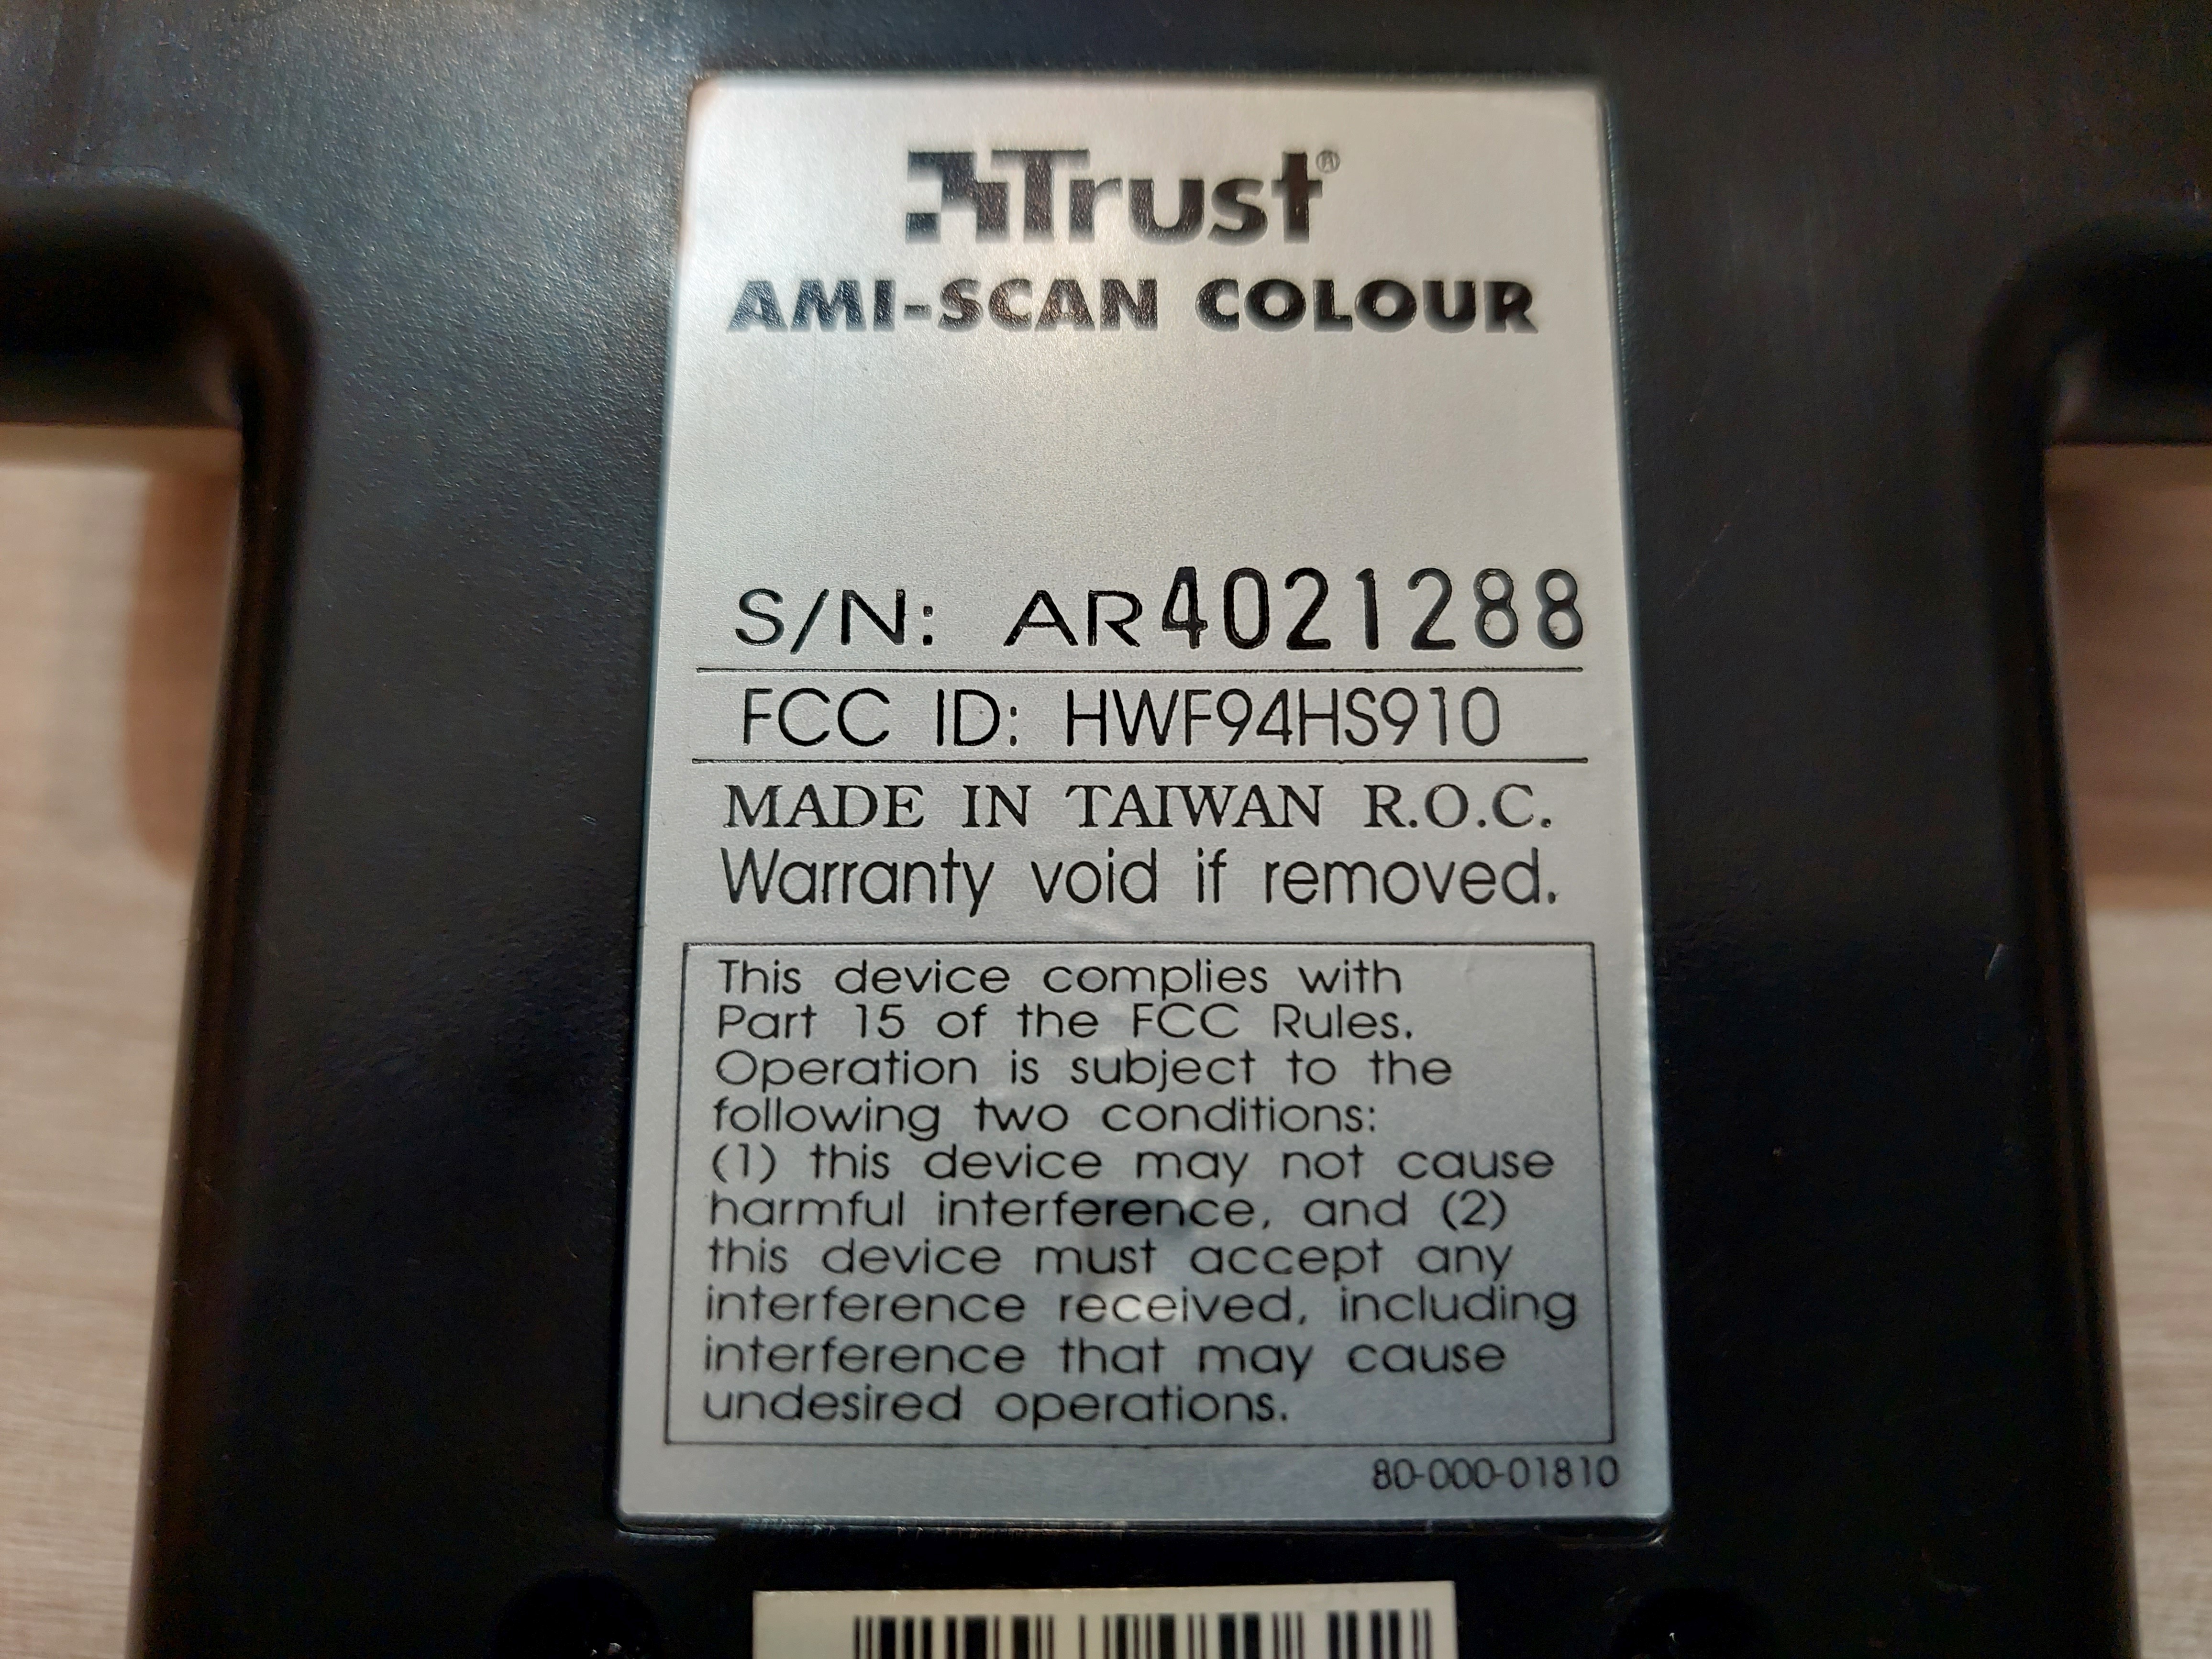 Trust®
AMI-SCAN COLOUR
S/N: AR4021288
FCC ID: HWF94HS910
MADE IN TAIWAN R.O.C.
Warranty void if removed.
This device complies with
Part 15 of the FCC Rules.
Operation is subject to the
following two conditions:
(1) this device may not cause
harmful interference, and (2)
this device must accept any
interference received, including
interference that may cause
undesired operations.
80-000-01810